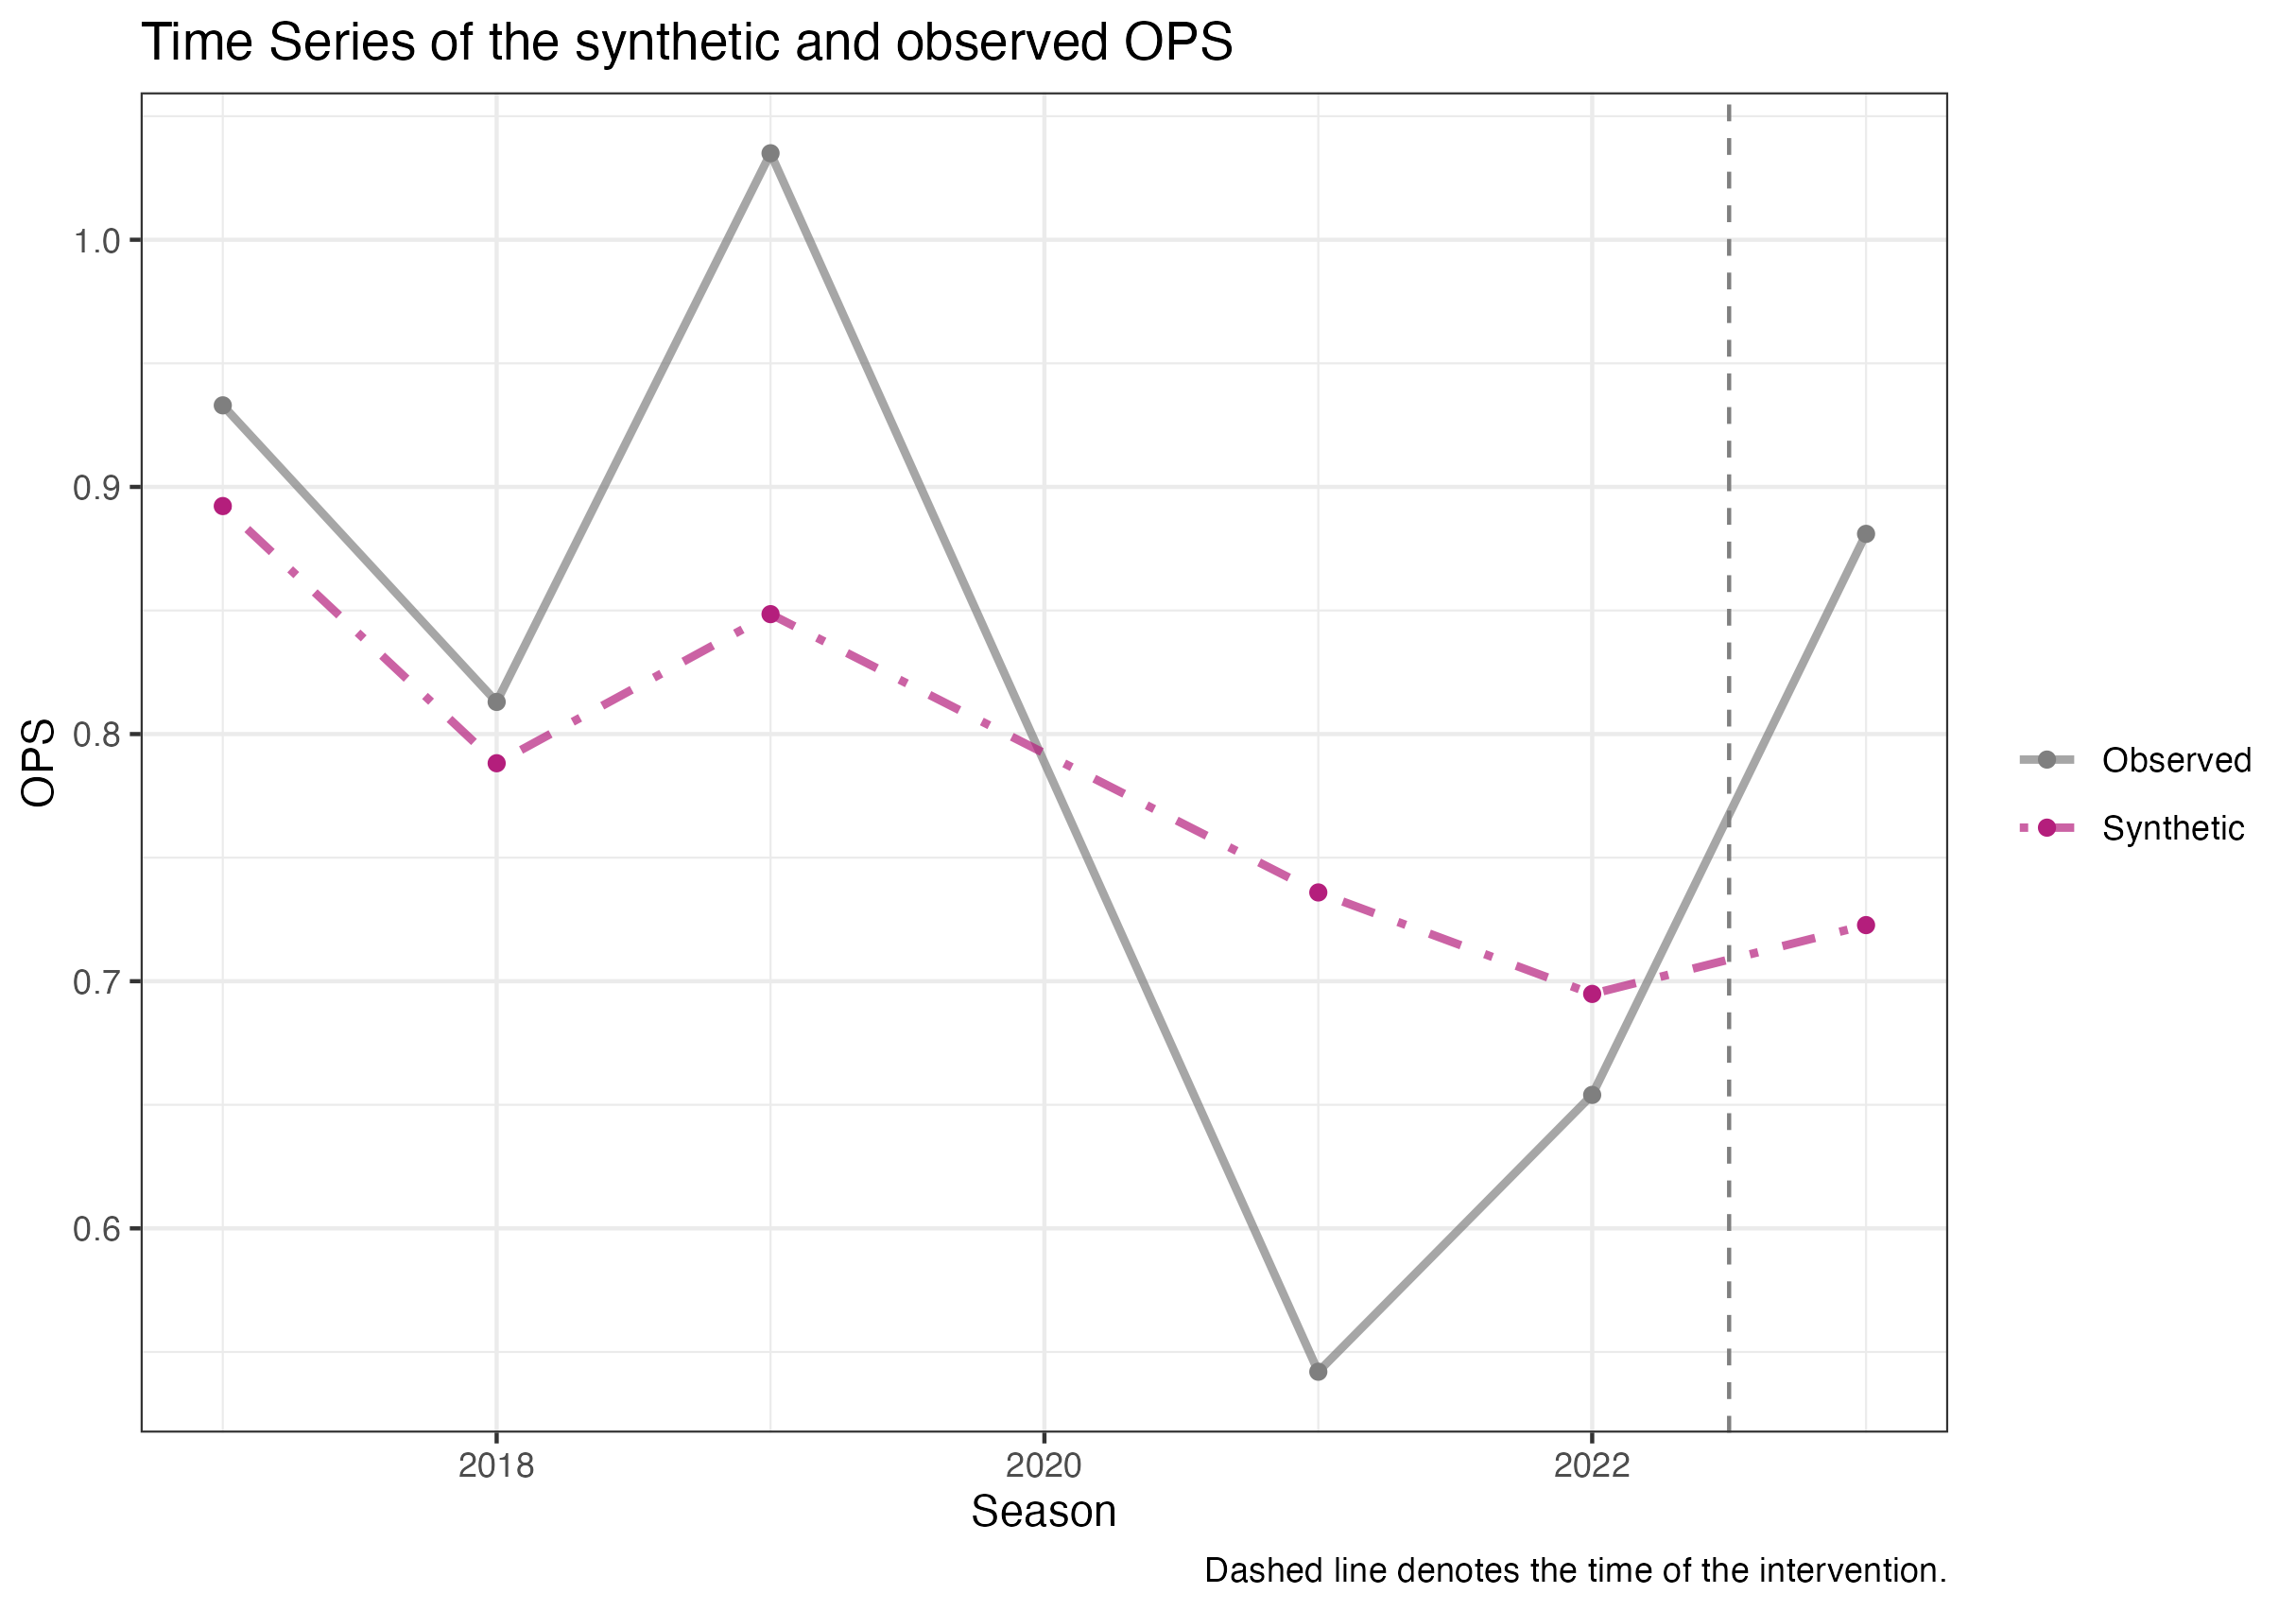 Time Series of the synthetic and observed OPS
1.0
0.9
0.8
0.7
0.6
OPS
2018
2020
2022
Season
Observed
Synthetic
Dashed line denotes the time of the intervention.